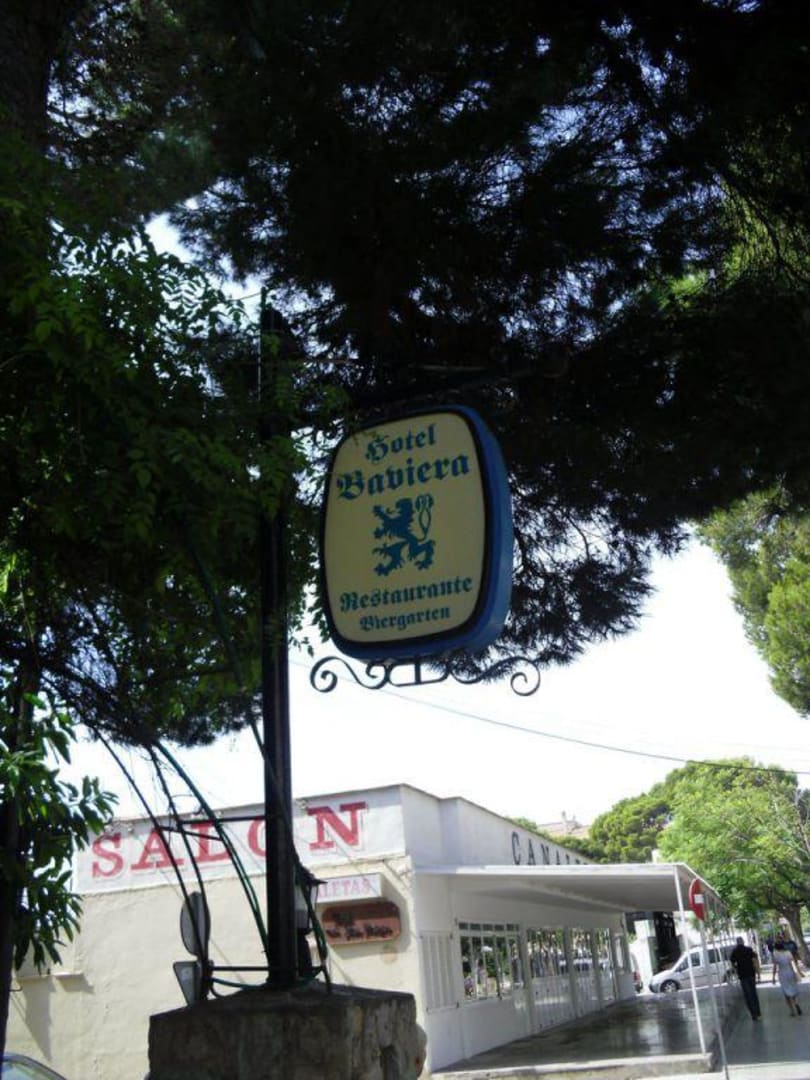 Hotel
Baviera
Restaurante
Biergarten
SALON